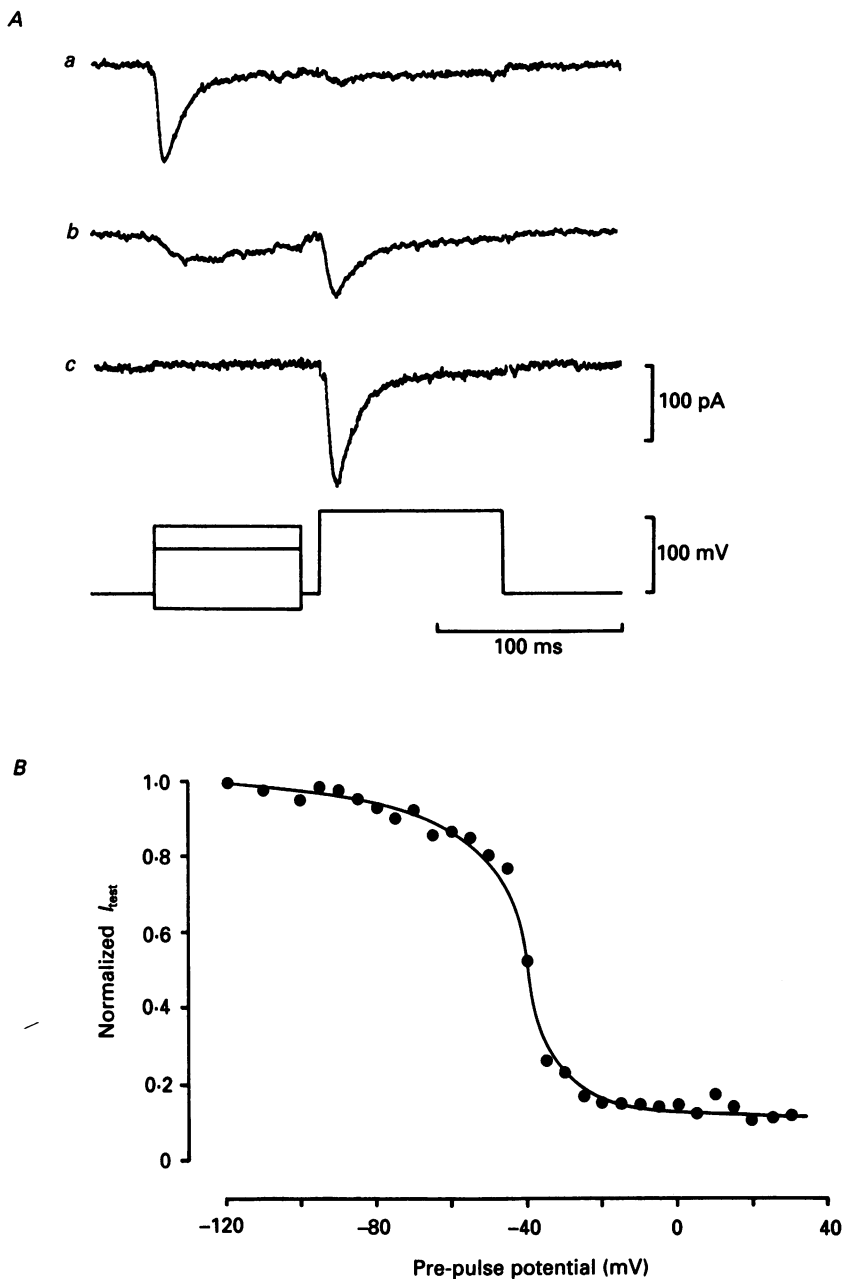 A
a
b
c
100 pA
100 mV
100 ms
B
1·0
0·8
0·6
0·4
0·2
0
Normalized Itest
−120
−80
−40
0
40
Pre-pulse potential (mV)